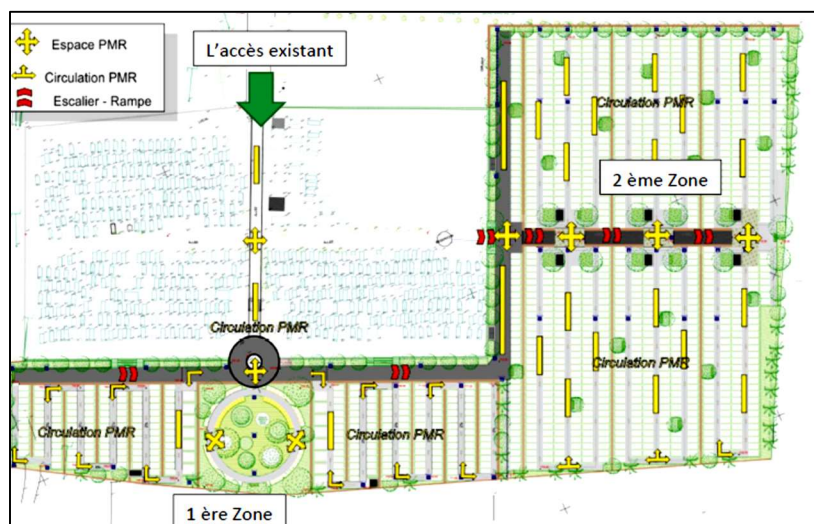 Espace PMR
Circulation PMR
Escalier - Rampe
L'accès existant
Circulation PMR
2 ème Zone
Circulation PMR
Circulation PMR
Circulation PMR
Circulation PMR
1 ère Zone